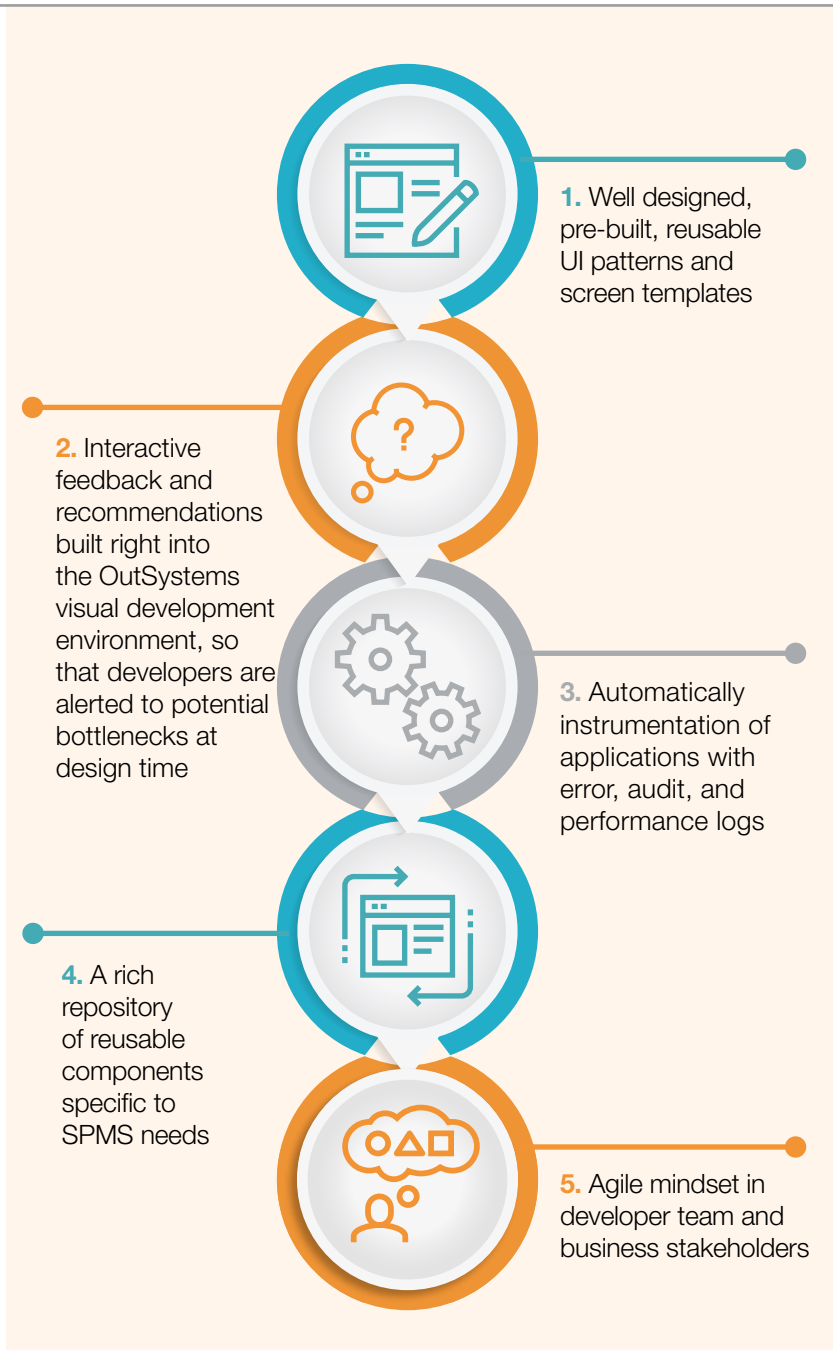 1. Well designed,
pre-built, reusable
UI patterns and
screen templates
?
2. Interactive
feedback and
recommendations
built right into
the OutSystems
visual development
environment, so
that developers are
alerted to potential
bottlenecks at
design time
3. Automatically
instrumentation of
applications with
error, audit, and
performance logs
4. A rich
repository
of reusable
components
specific to
SPMS needs
5. Agile mindset in
developer team and
business stakeholders